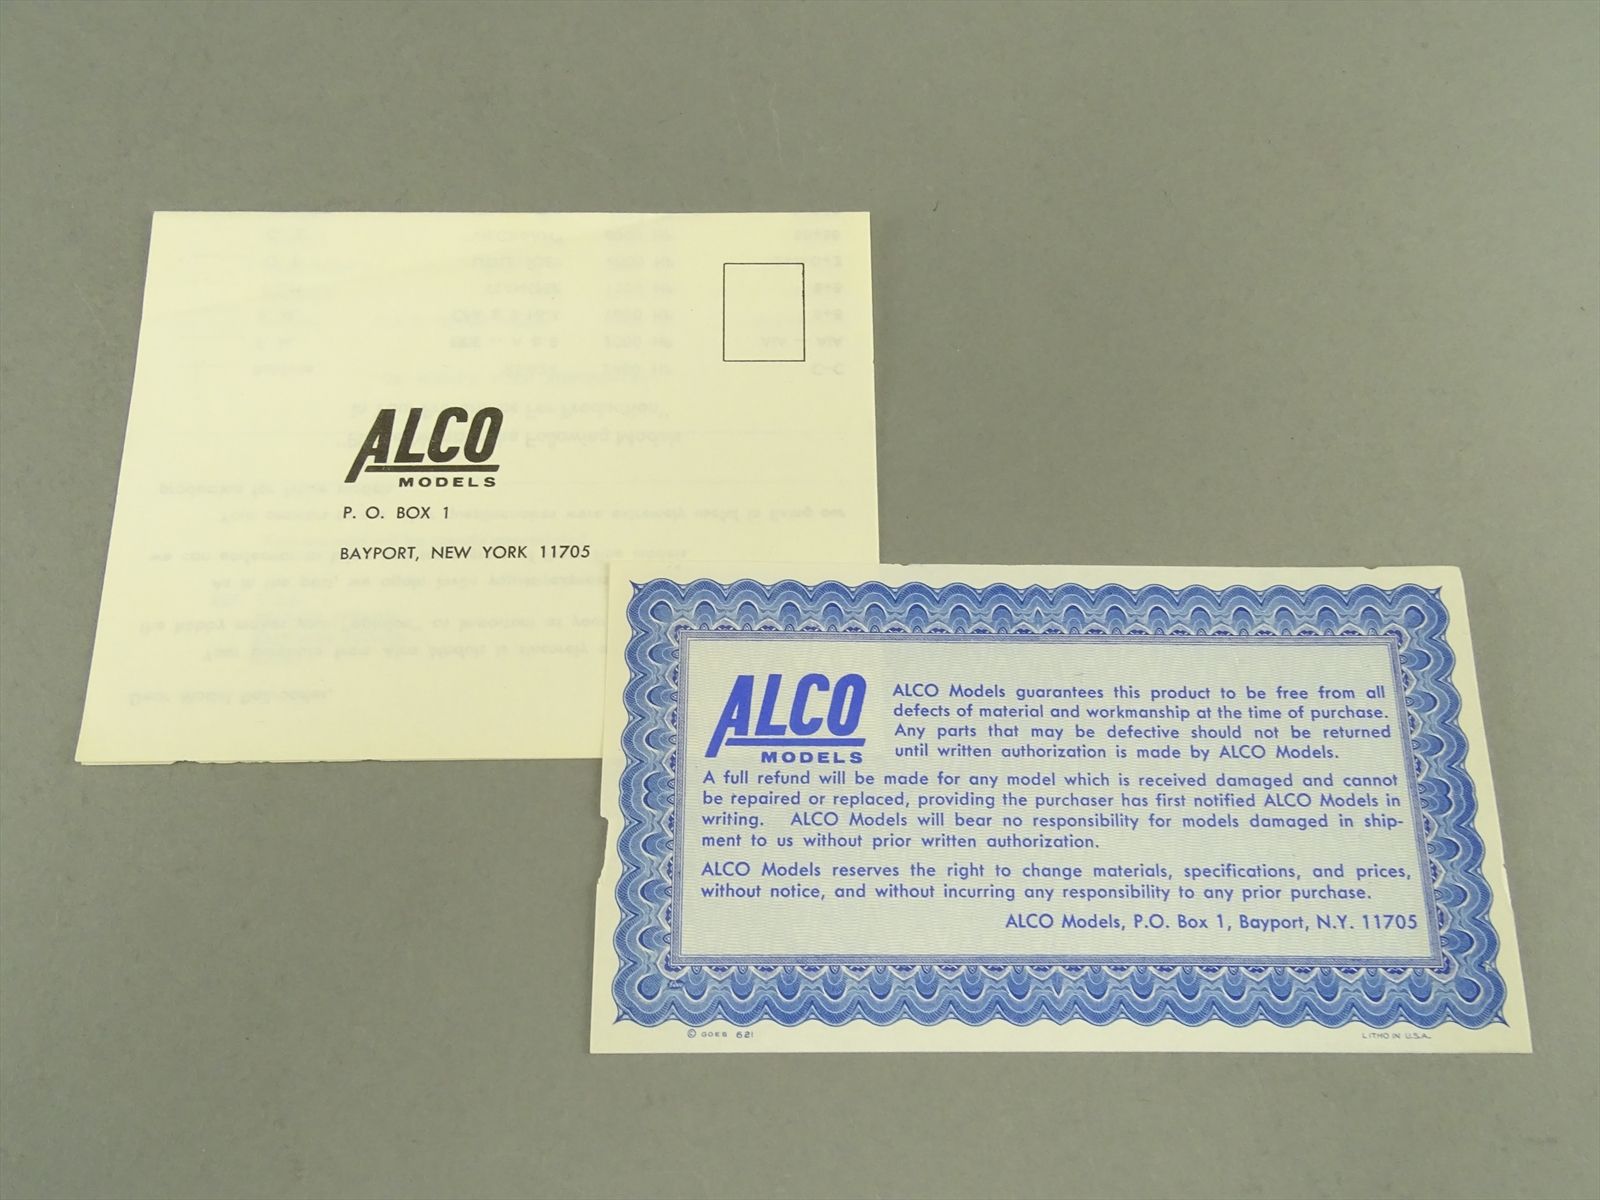 ALCO
MODELS
P. O. BOX 1
BAYPORT, NEW YORK 11705
ALCO
MODELS
ALCO Models guarantees this product to be free from all
defects of material and workmanship at the time of purchase.
Any parts that may be defective should not be returned
until written authorization is made by ALCO Models.
A full refund will be made for any model which is received damaged and cannot
be repaired or replaced, providing the purchaser has first notified ALCO Models in
writing. ALCO Models will bear no responsibility for models damaged in ship-
ment to us without prior written authorization.
ALCO Models reserves the right to change materials, specifications, and prices,
without notice, and without incurring any responsibility to any prior purchase.
ALCO Models, P.O. Box 1, Bayport, N.Y. 11705
© GOES 621
LITHO IN U.S.A.